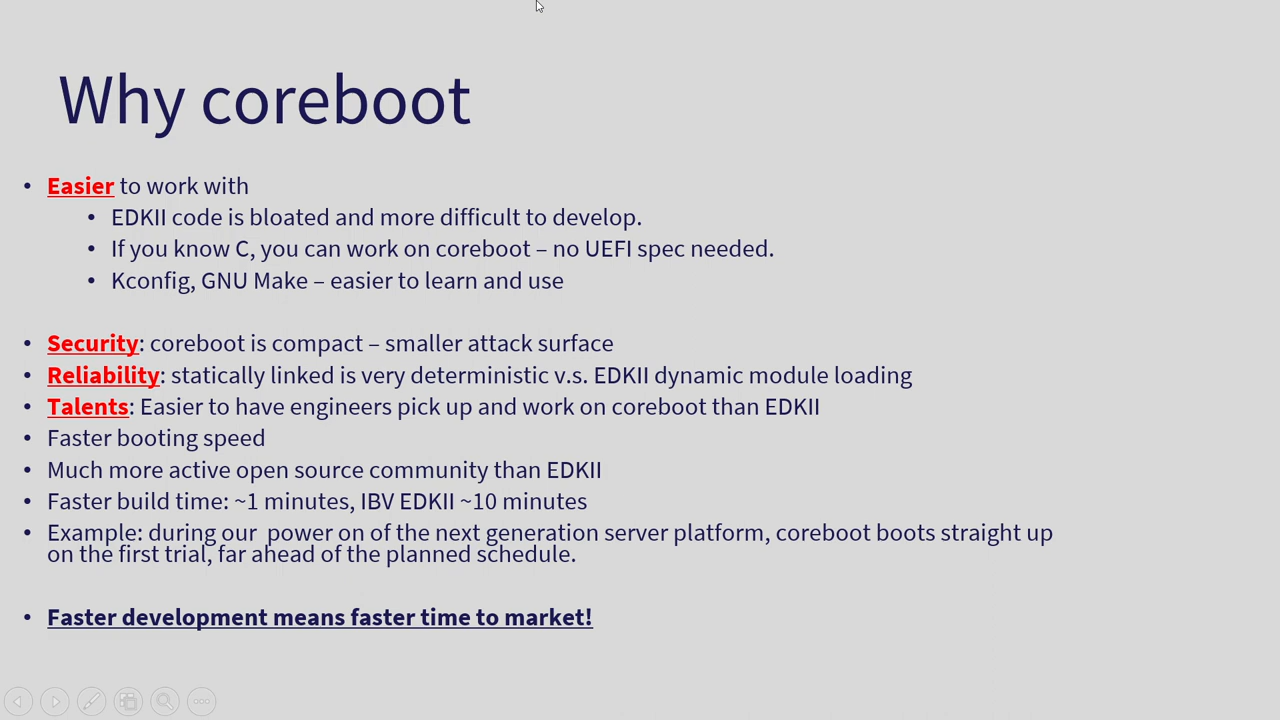 Why coreboot
• Easier to work with
• EDKII code is bloated and more difficult to develop.
• If you know C, you can work on coreboot – no UEFI spec needed.
• Kconfig, GNU Make – easier to learn and use
• Security: coreboot is compact – smaller attack surface
• Reliability: statically linked is very deterministic v.s. EDKII dynamic module loading
• Talents: Easier to have engineers pick up and work on coreboot than EDKII
• Faster booting speed
• Much more active open source community than EDKII
• Faster build time: ~1 minutes, IBV EDKII ~10 minutes
• Example: during our  power on of the next generation server platform, coreboot boots straight up
on the first trial, far ahead of the planned schedule.
• Faster development means faster time to market!